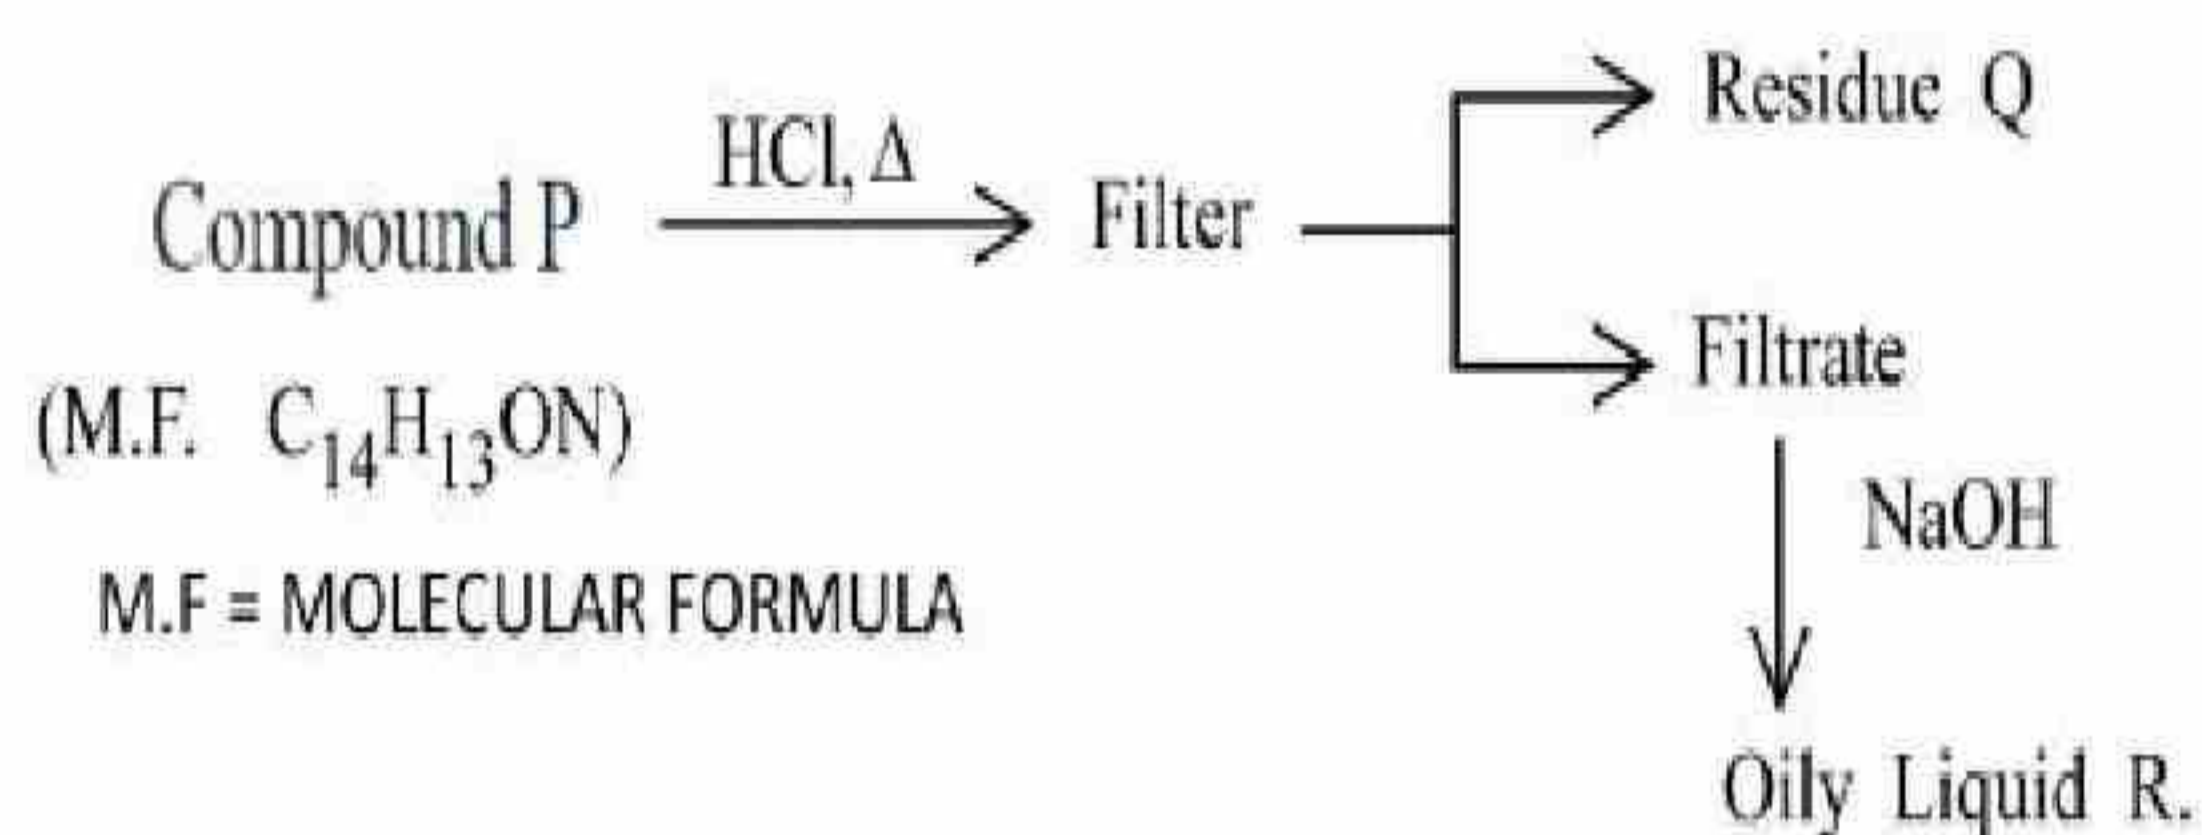 Residue Q
HCl, Δ
Compound P
Filter
Filtrate
(M.F. C₁₄H₁₃ON)
NaOH
M.F ≡ MOLECULAR FORMULA
Oily Liquid R.